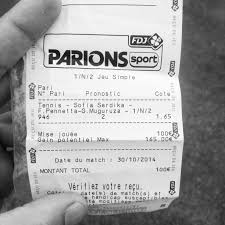 FDJ
PARIONS
sport
1/N/2 Jeu Simple
Pari
N° Pari Pronostic Cote
Tennis - Sofia Serdika -
F.Pennetta-G.Muguruza - 1/N/2
946 2 1.65
Mise jouée 100€
Gain potentiel Max 165.00€
Date du match : 30/10/2014
MONTANT TOTAL 100€
Vérifiez votre reçu.